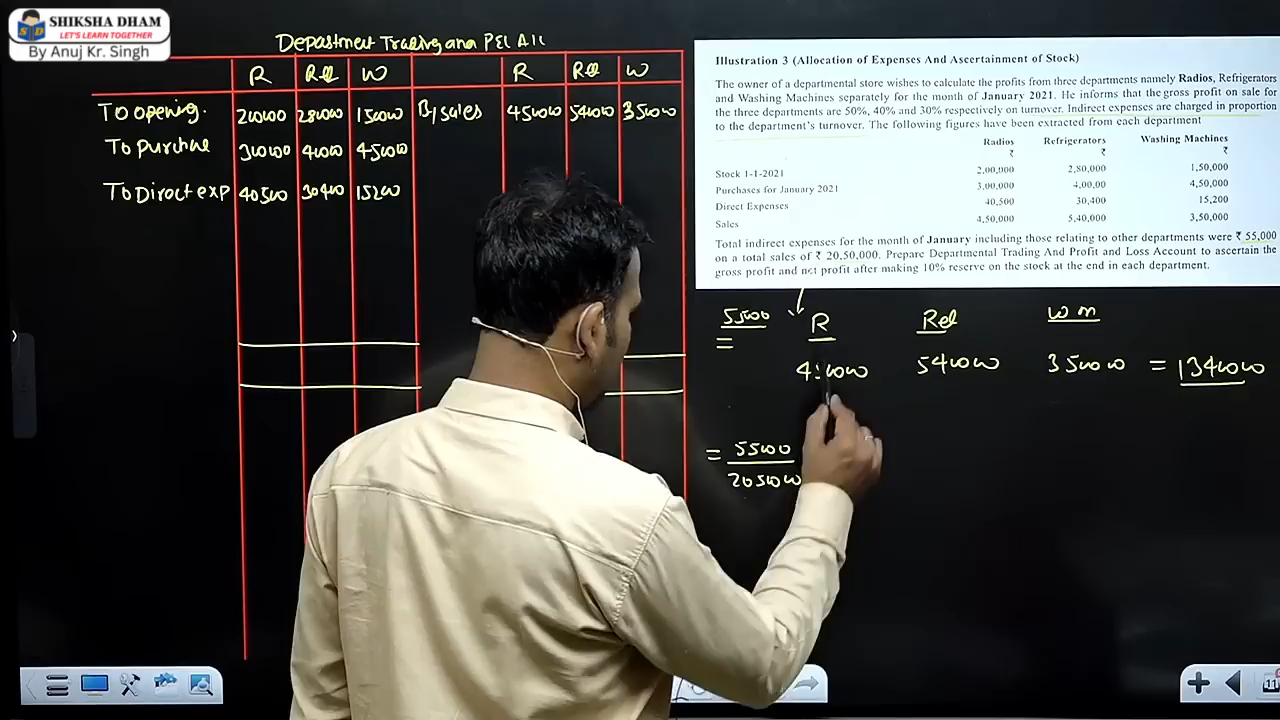 SHIKSHA DHAM
LET'S LEARN TOGETHER
By Anuj Kr. Singh
Department Trading and P&L A/c
R Ref W R Ref W
To opening. 200000 280000 150000 By sales 450000 540000 350000
To purchase 300000 400000 450000
To Direct exp 40500 30400 15200
Illustration 3 (Allocation of Expenses And Ascertainment of Stock)
The owner of a departmental store wishes to calculate the profits from three departments namely Radios, Refrigerators
and Washing Machines separately for the month of January 2021. He informs that the gross profit on sale for
the three departments are 50%, 40% and 30% respectively on turnover. Indirect expenses are charged in proportion
to the department's turnover. The following figures have been extracted from each department
Radios Refrigerators Washing Machines
₹ ₹ ₹
Stock 1-1-2021 2,00,000 2,80,000 1,50,000
Purchases for January 2021 3,00,000 4,00,00 4,50,000
Direct Expenses 40,500 30,400 15,200
Sales 4,50,000 5,40,000 3,50,000
Total indirect expenses for the month of January including those relating to other departments were ₹ 55,000
on a total sales of ₹ 20,50,000. Prepare Departmental Trading And Profit and Loss Account to ascertain the
gross profit and net profit after making 10% reserve on the stock at the end in each department.
55000 R Ref W m
=
450000 540000 350000 = 1340000
= 55000
2050000